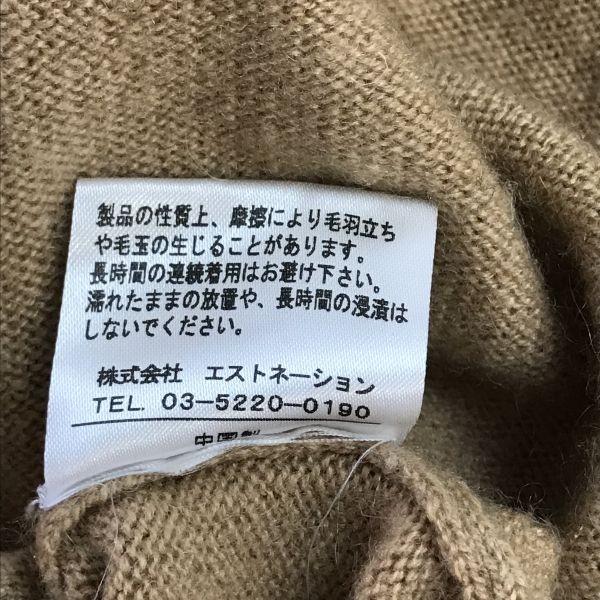 製品の性質上、摩擦により毛羽立ち
や毛玉の生じることがあります。
長時間の連続着用はお避け下さい。
濡れたままの放置や、長時間の浸漬は
しないでください。
株式会社 エストネーション
TEL. 03-5220-0190
中国製